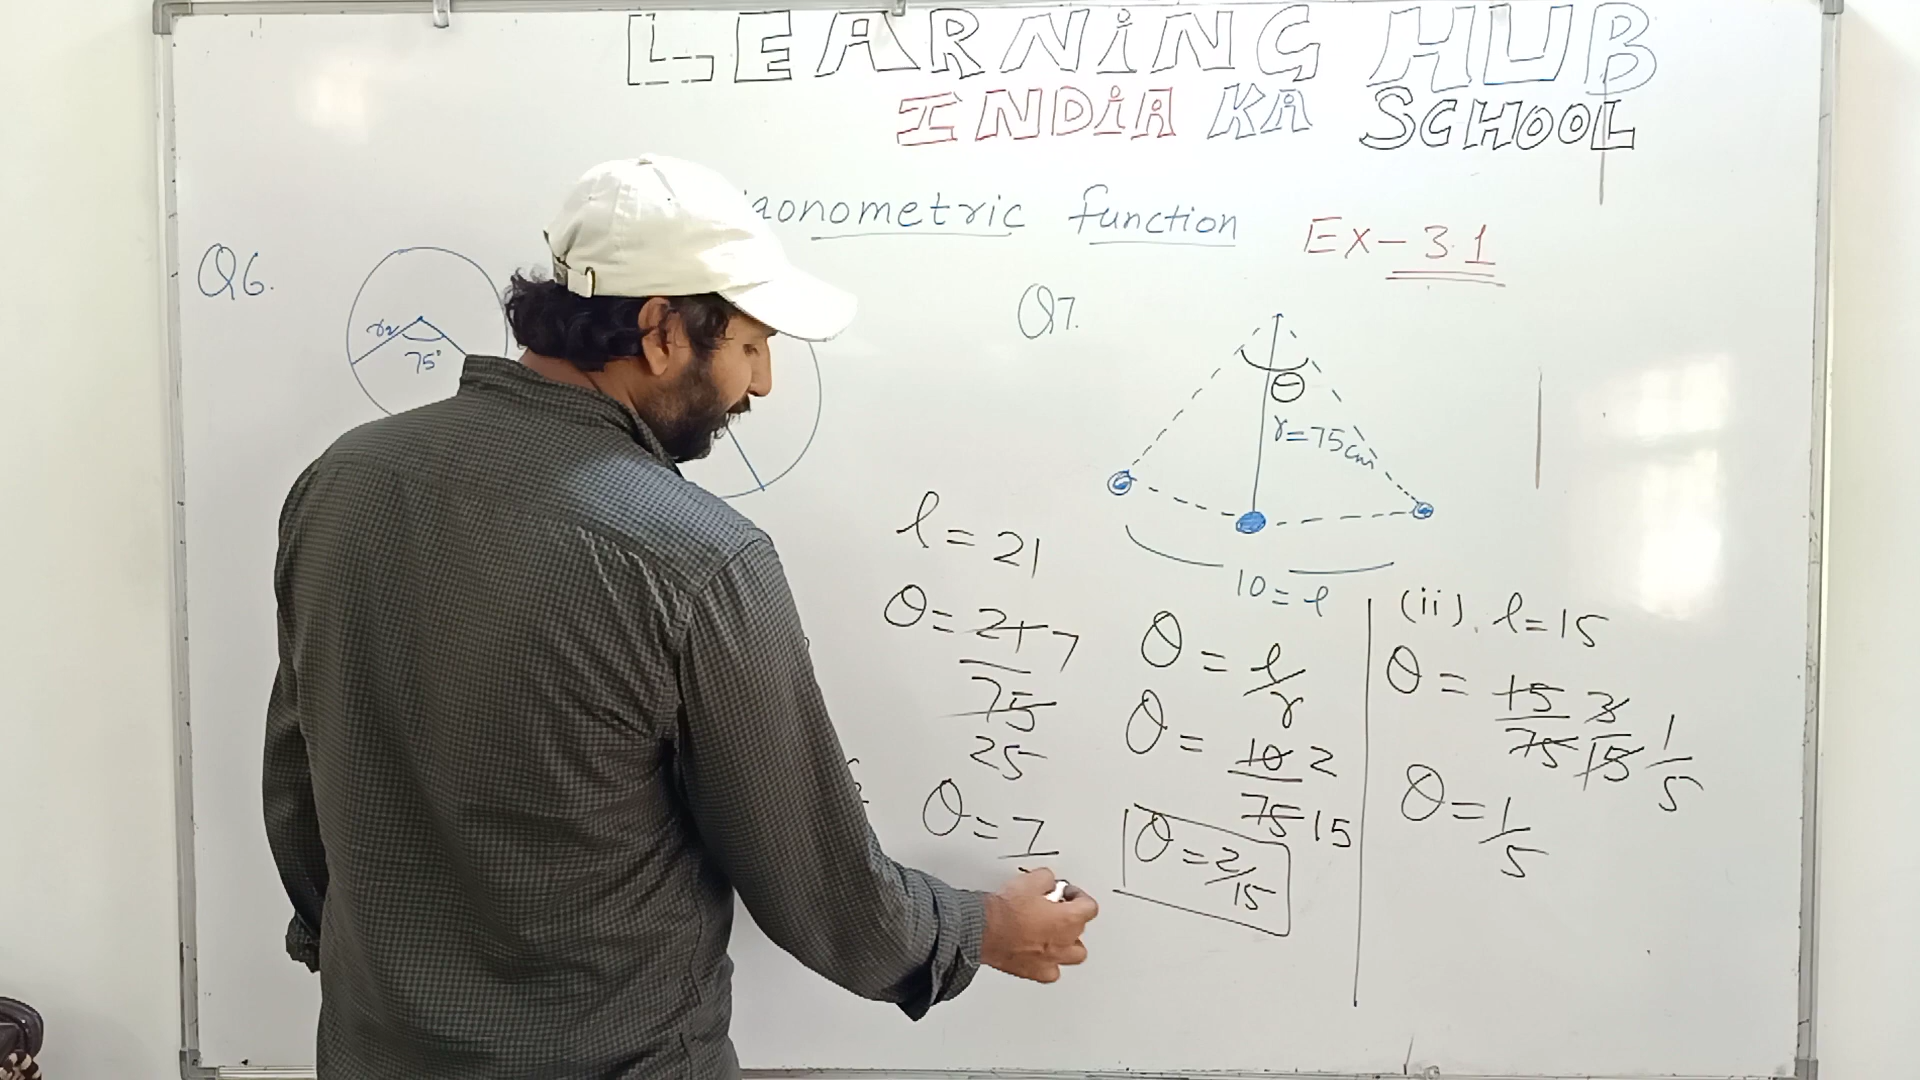 LEARNING HUB
INDIA KA SCHOOL
function
Ex-3.1
Q6.
75°
Q7.
θ
r=75cm
10=l
l=21
θ=21 7
75
25
θ=7
θ=l/r
θ=10 2
75 15
θ=2/15
(ii). l=15
θ=15 3 1
75 15 5
θ=1/5